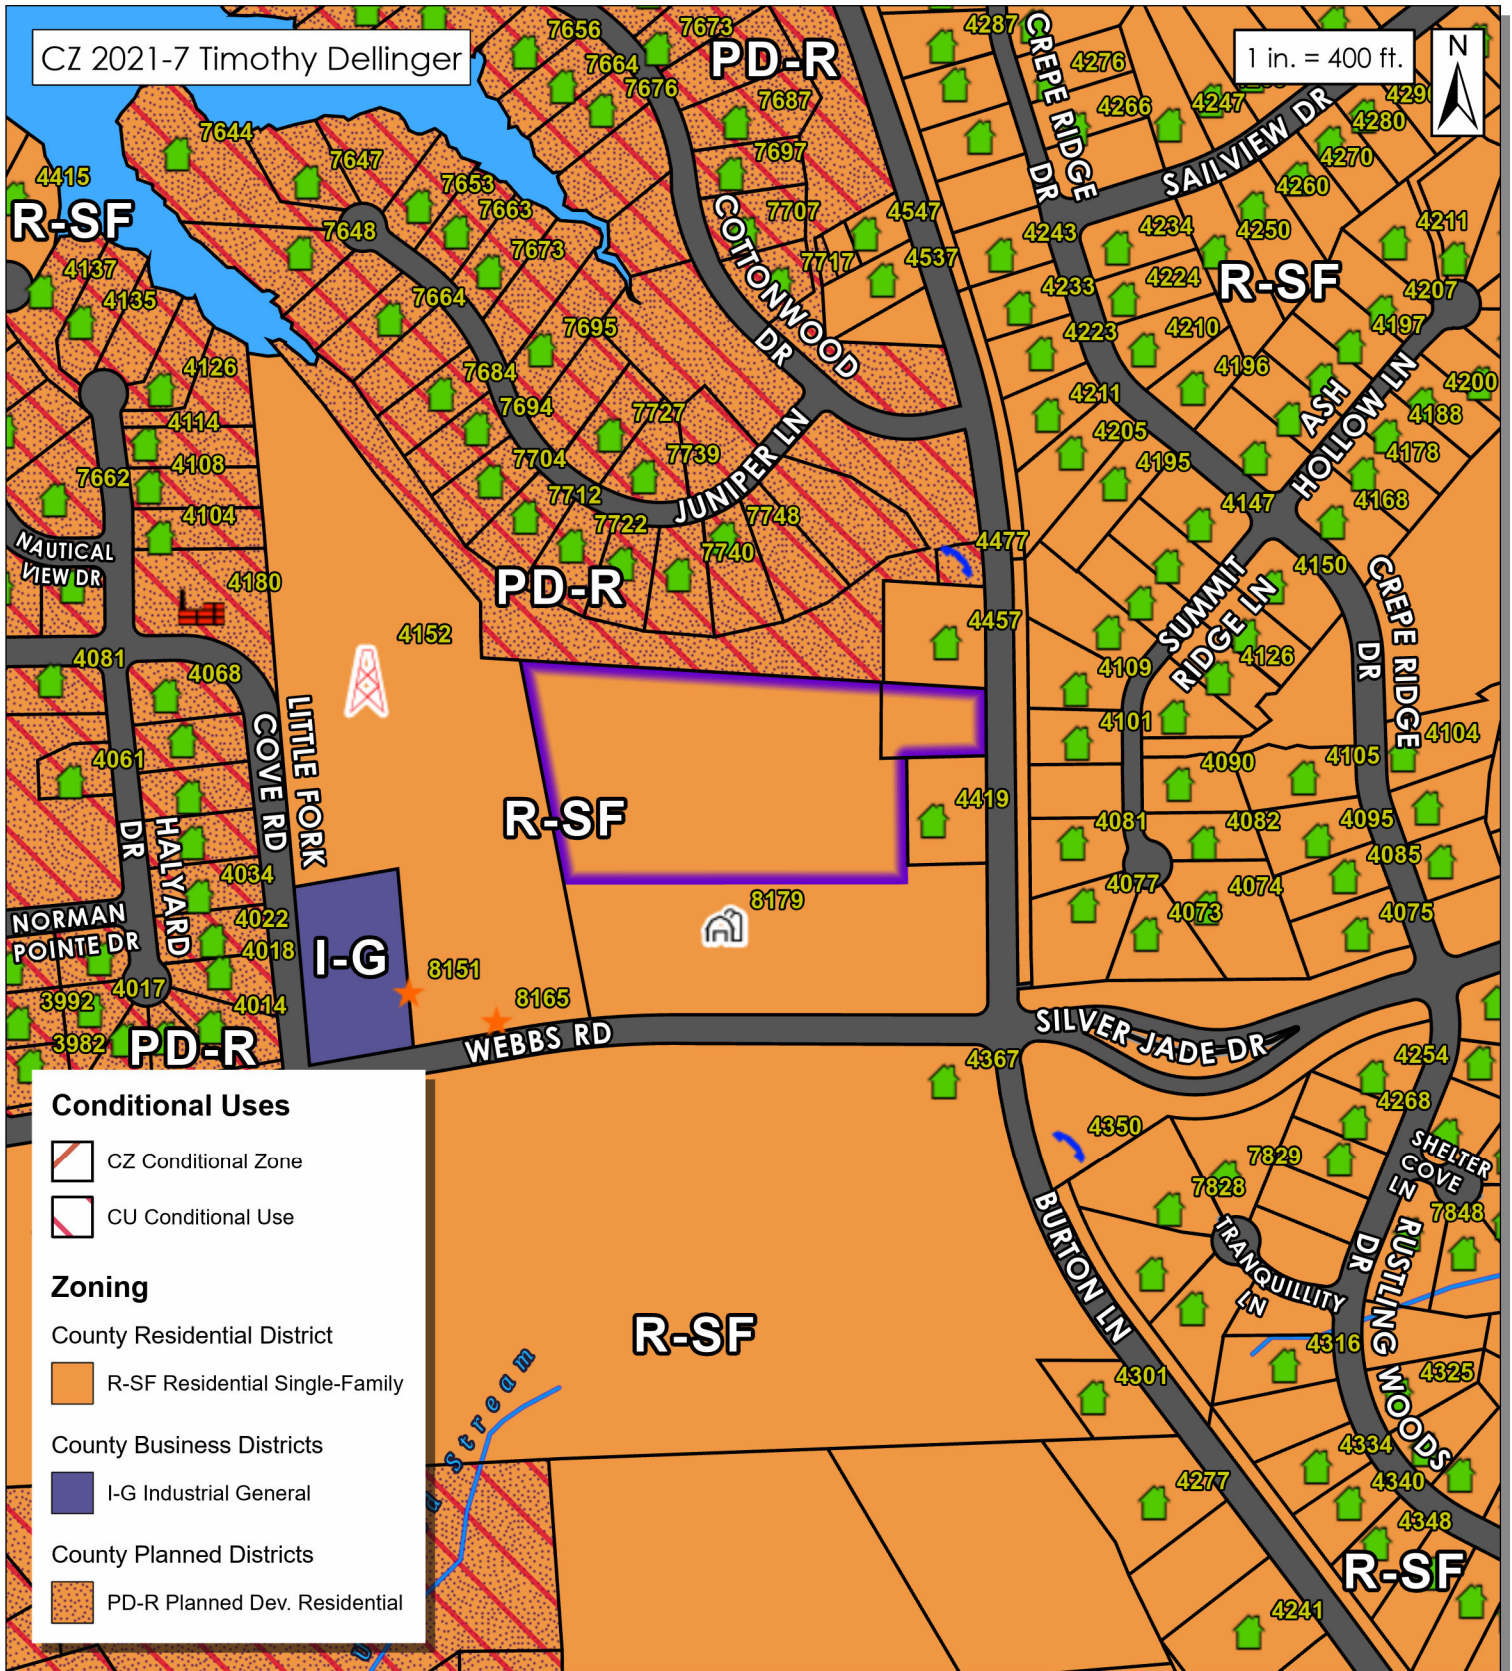 CZ 2021-7 Timothy Dellinger
1 in. = 400 ft.
N
7656
7673
4287
7664
PD-R
4276
7676
7687
4266
4247
4280
7644
7697
4270
7647
4415
7653
4260
R-SF
7663
7707
4547
4211
7648
4243
4234
4250
7673
7717
4537
4137
4224
R-SF
4135
7664
4233
4207
7695
4223
4210
4197
4126
7684
4196
4200
7694
4211
4188
4114
7727
4205
4178
4108
7704
7739
4195
7662
7712
4147
4168
4104
7722
7748
4477
7740
4150
4180
PD-R
4152
4457
4081
4068
4109
4126
4101
4104
4061
4090
4105
R-SF
4419
4081
4082
4095
4085
4034
8179
4077
4074
4022
4073
4075
4018
I-G
8151
4017
8165
3992
4014
3982
PD-R
4367
4254
4268
4350
7829
7828
7848
R-SF
4316
4301
4325
4334
4277
4340
4348
R-SF
4241
CREPE RIDGE
DR
SAILVIEW DR
COTTONWOOD
DR
JUNIPER LN
ASH
HOLLOW LN
SUMMIT
RIDGE LN
CREPE RIDGE
DR
NAUTICAL
VIEW DR
LITTLE FORK
COVE RD
HALYARD
DR
NORMAN
POINTE DR
WEBBS RD
SILVER JADE DR
BURTON LN
TRANQUILLITY
LN
SHELTER
COVE
LN
RUSTLING WOODS
DR
Stream
Conditional Uses
CZ Conditional Zone
CU Conditional Use
Zoning
County Residential District
R-SF Residential Single-Family
County Business Districts
I-G Industrial General
County Planned Districts
PD-R Planned Dev. Residential